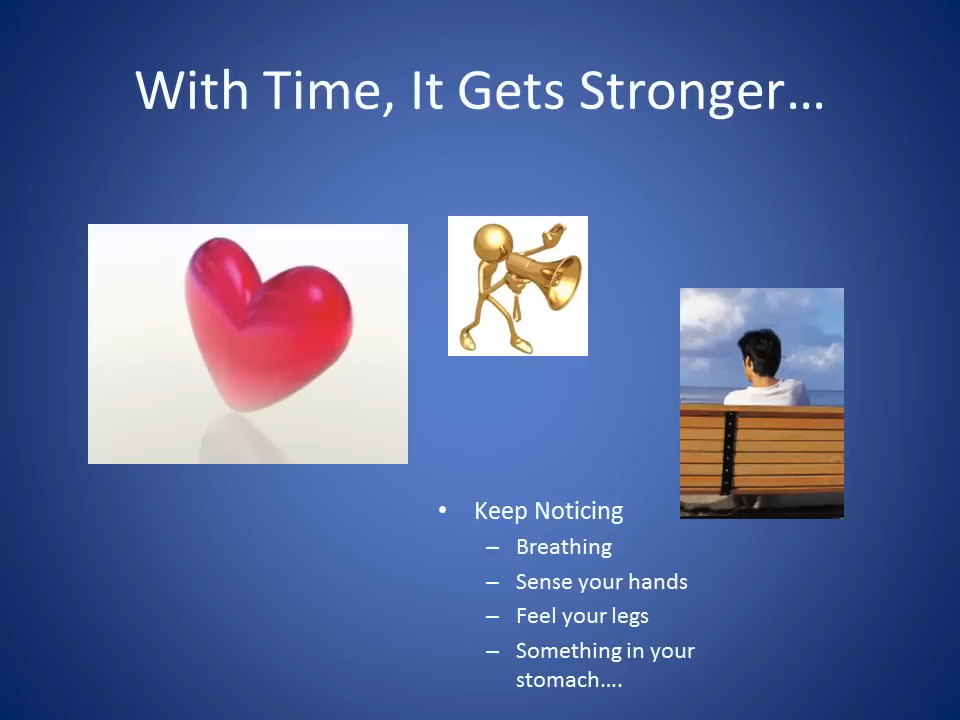 With Time, It Gets Stronger…
• Keep Noticing
– Breathing
– Sense your hands
– Feel your legs
– Something in your
stomach….